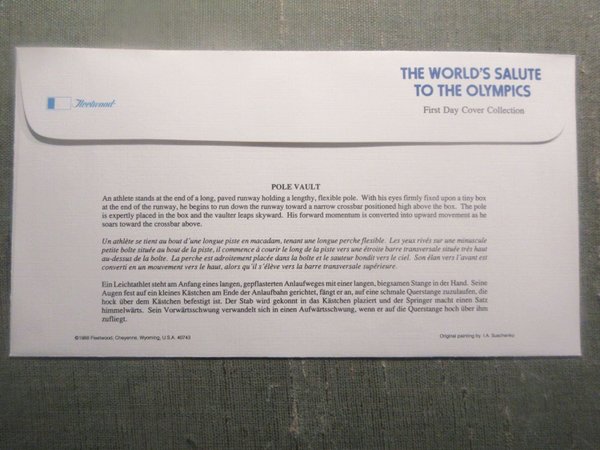 THE WORLD'S SALUTE
TO THE OLYMPICS
First Day Cover Collection
Fleetwood
POLE VAULT
An athlete stands at the end of a long, paved runway holding a lengthy, flexible pole. With his eyes firmly fixed upon a tiny box
at the end of the runway, he begins to run down the runway toward a narrow crossbar positioned high above the box. The pole
is expertly placed in the box and the vaulter leaps skyward. His forward momentum is converted into upward movement as he
soars toward the crossbar above.
Un athlète se tient au bout d'une longue piste en macadam, tenant une longue perche flexible. Les yeux rivés sur une minuscule
petite boîte située au bout de la piste, il commence à courir le long de la piste vers une étroite barre transversale située très haut
au-dessus de la boîte. La perche est adroitement placée dans la boîte et le sauteur bondit vers le ciel. Son élan vers l'avant est
converti en un mouvement vers le haut, alors qu'il s'élève vers la barre transversale supérieure.
Ein Leichtathlet steht am Anfang eines langen, gepflasterten Anlaufweges mit einer langen, biegsamen Stange in der Hand. Seine
Augen fest auf ein kleines Kästchen am Ende der Anlaufbahn gerichtet, fängt er an, auf eine schmale Querstange zuzulaufen, die
hoch über dem Kästchen befestigt ist. Der Stab wird gekonnt in das Kästchen plaziert und der Springer macht einen Satz
himmelwärts. Sein Vorwärtsschwung verwandelt sich in einen Aufwärtsschwung, wenn er auf die Querstange hoch über ihm
zufliegt.
©1988 Fleetwood, Cheyenne, Wyoming, U.S.A. 40743
Original painting by I.A. Suschenko